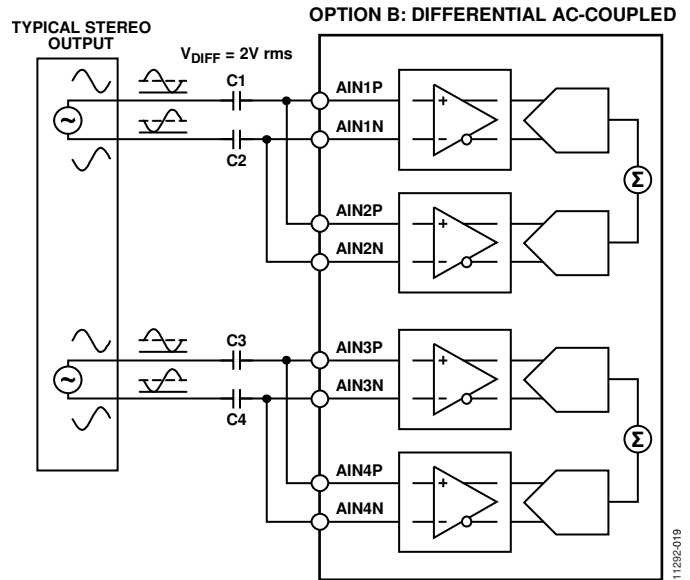 OPTION B: DIFFERENTIAL AC-COUPLED
TYPICAL STEREO
OUTPUT
VDIFF = 2V rms
C1
C2
AIN1P
AIN1N
+
−
Σ
AIN2P
AIN2N
+
−
~
C3
C4
AIN3P
AIN3N
+
−
Σ
AIN4P
AIN4N
+
−
~
11292-019